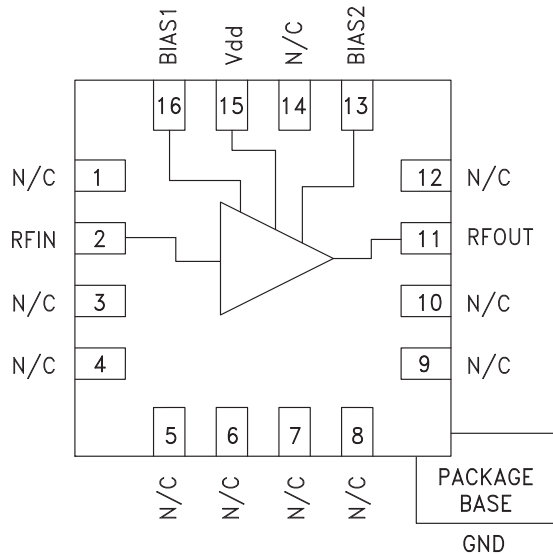 BIAS1 Vdd N/C BIAS2
16 15 14 13
N/C 1 12 N/C
RFIN 2 11 RFOUT
N/C 3 10 N/C
N/C 4 9 N/C
5 6 7 8
N/C N/C N/C N/C
PACKAGE
BASE
GND